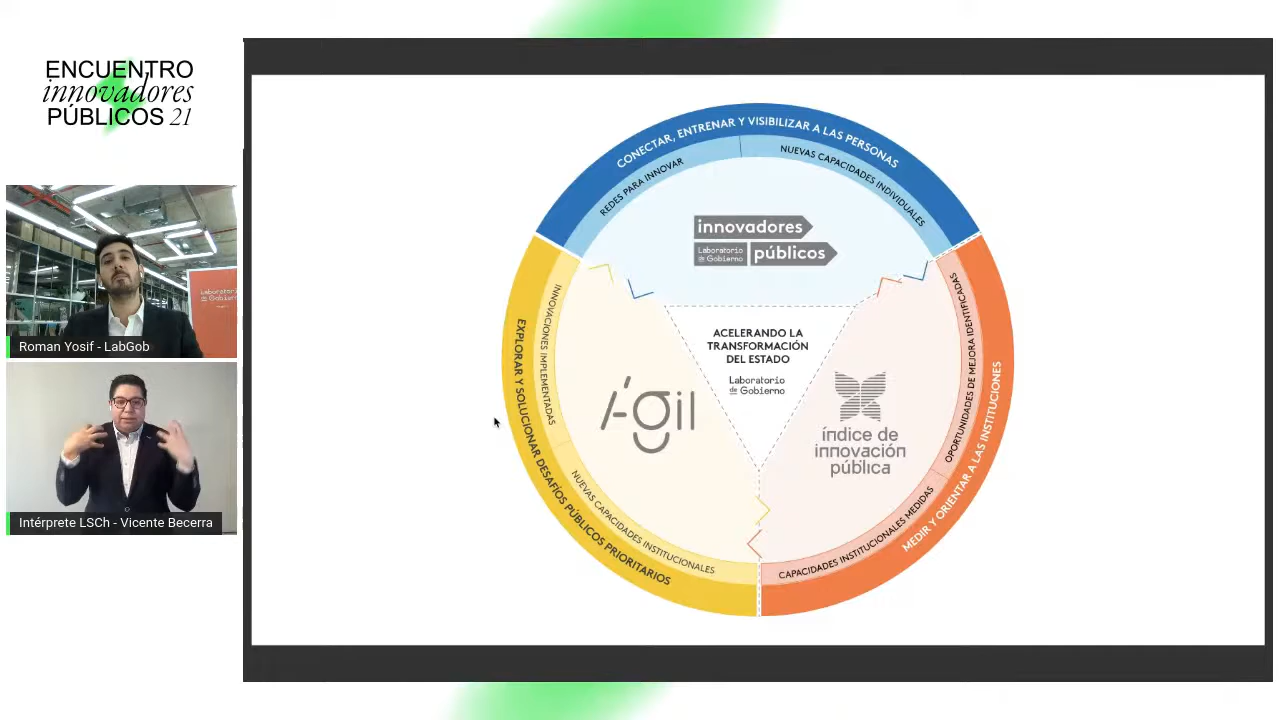 ENCUENTRO
innovadores
PÚBLICOS 21
Roman Yosif - LabGob
Intérprete LSCh - Vicente Becerra
Laboratorio
de Gobierno
CONECTAR, ENTRENAR Y VISIBILIZAR A LAS PERSONAS
REDES PARA INNOVAR
NUEVAS CAPACIDADES INDIVIDUALES
innovadores
Laboratorio
de Gobierno
públicos
ACELERANDO LA
TRANSFORMACIÓN
DEL ESTADO
Laboratorio
de Gobierno
EXPLORAR Y SOLUCIONAR DESAFÍOS PÚBLICOS PRIORITARIOS
INNOVACIONES IMPLEMENTADAS
NUEVAS CAPACIDADES INSTITUCIONALES
Ágil
índice de
innovación
pública
OPORTUNIDADES DE MEJORA IDENTIFICADAS
CAPACIDADES INSTITUCIONALES MEDIDAS
MEDIR Y ORIENTAR A LAS INSTITUCIONES